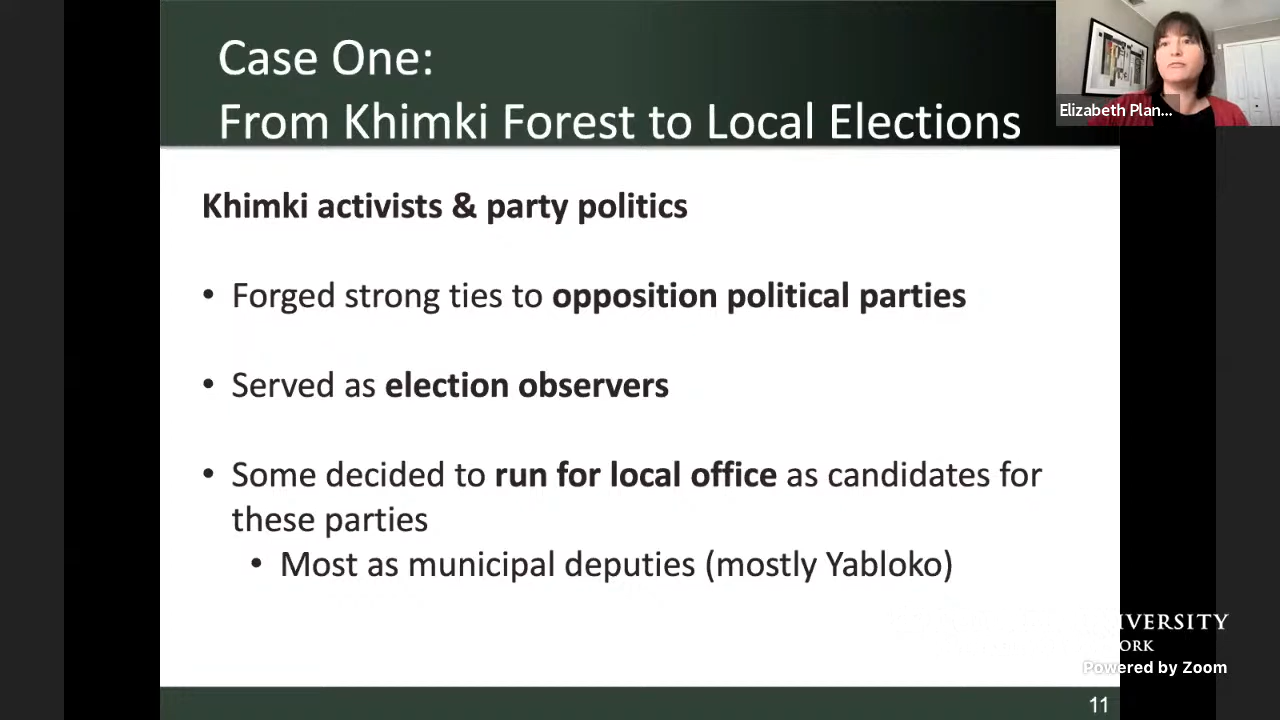 Case One:
From Khimki Forest to Local Elections
Elizabeth Plan...
Khimki activists & party politics
• Forged strong ties to opposition political parties
• Served as election observers
• Some decided to run for local office as candidates for
these parties
• Most as municipal deputies (mostly Yabloko)
IVERSITY
ORK
Powered by Zoom
11